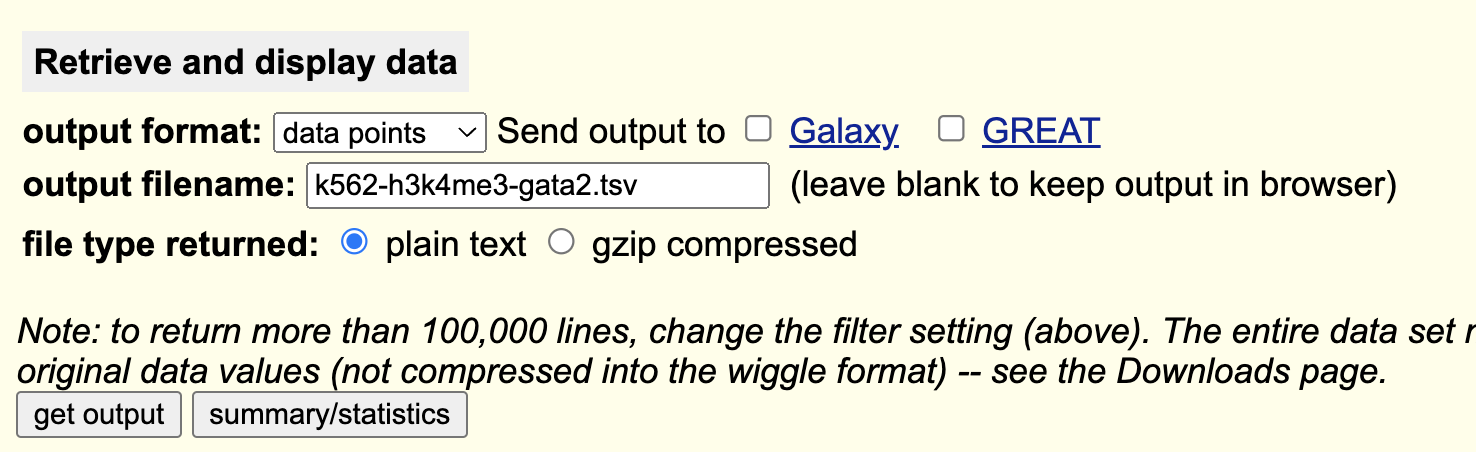 Retrieve and display data
output format: data points Send output to Galaxy GREAT
output filename: k562-h3k4me3-gata2.tsv (leave blank to keep output in browser)
file type returned: plain text gzip compressed
Note: to return more than 100,000 lines, change the filter setting (above). The entire data set
original data values (not compressed into the wiggle format) -- see the Downloads page.
get output summary/statistics